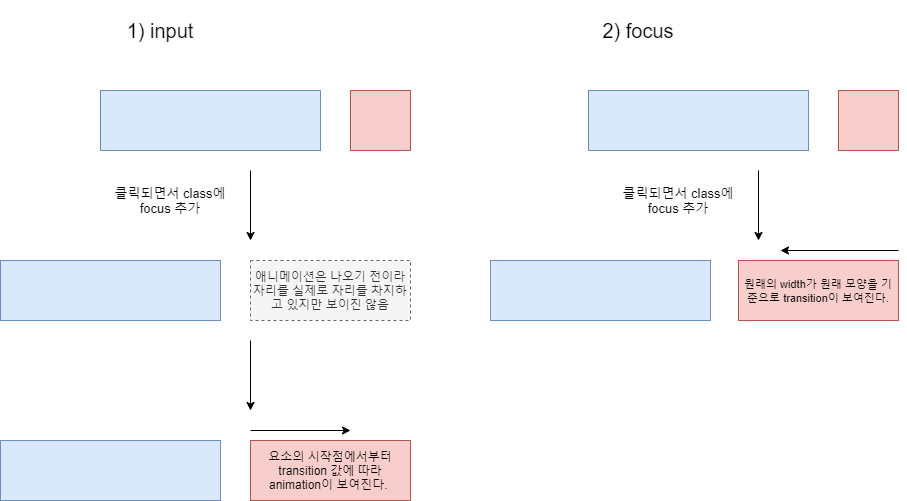 1) input
2) focus
클릭되면서 class에
focus 추가
클릭되면서 class에
focus 추가
애니메이션은 나오기 전이라
자리를 실제로 자리를 차지하
고 있지만 보이진 않음
원래의 width가 원래 모양을 기
준으로 transition이 보여진다.
요소의 시작점에서부터
transition 값에 따라
animation이 보여진다.